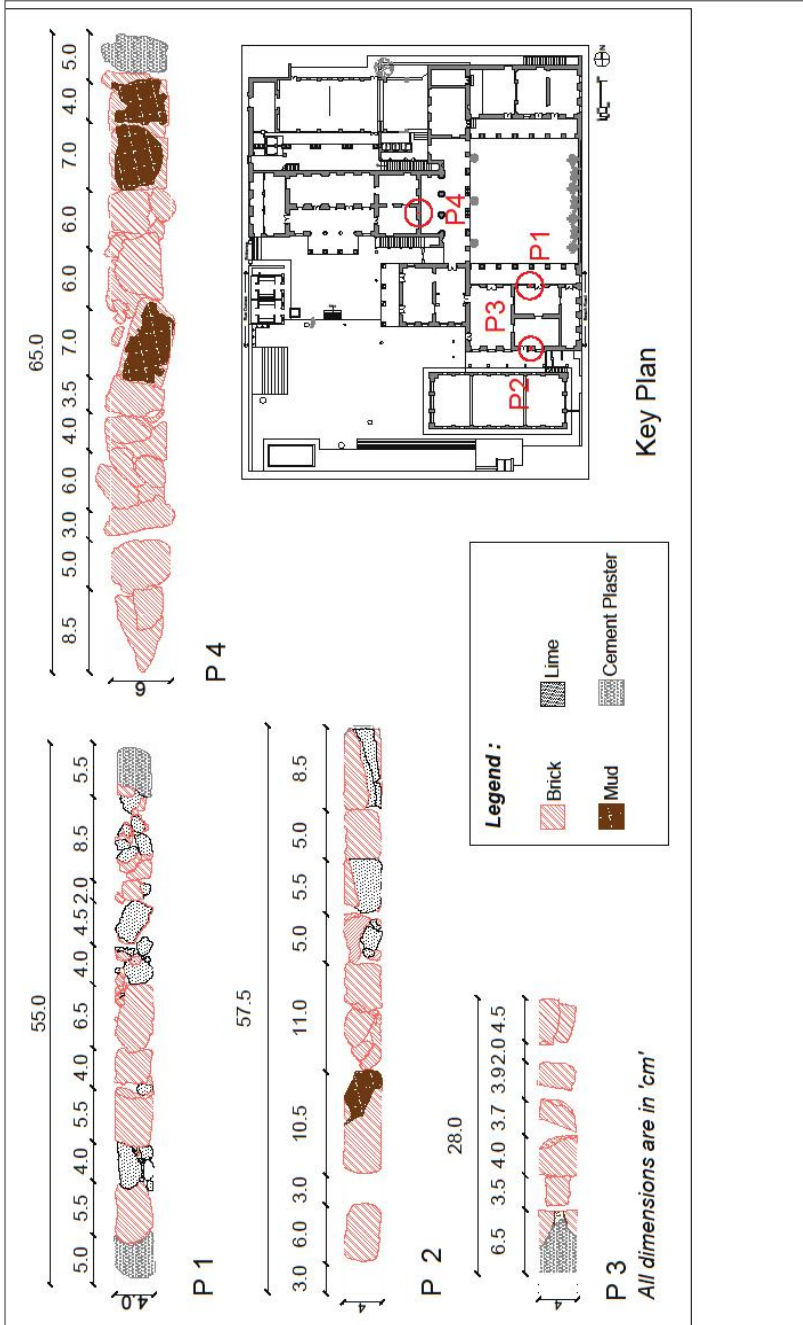 55.0
5.0 5.5 4.0 5.5 4.0 6.5 4.0 4.5 2.0 8.5 5.5
4.0
P 1
57.5
3.0 6.0 3.0 10.5 11.0 5.0 5.5 5.0 8.5
4
P 2
28.0
6.5 3.5 4.0 3.7 3.9 2.0 4.5
4
P 3
All dimensions are in 'cm'
65.0
8.5 5.0 3.0 6.0 4.0 3.5 7.0 6.0 6.0 7.0 4.0 5.0
6
P 4
Legend :
Brick
Lime
Mud
Cement Plaster
P4
P3
P2
P1
N
Key Plan